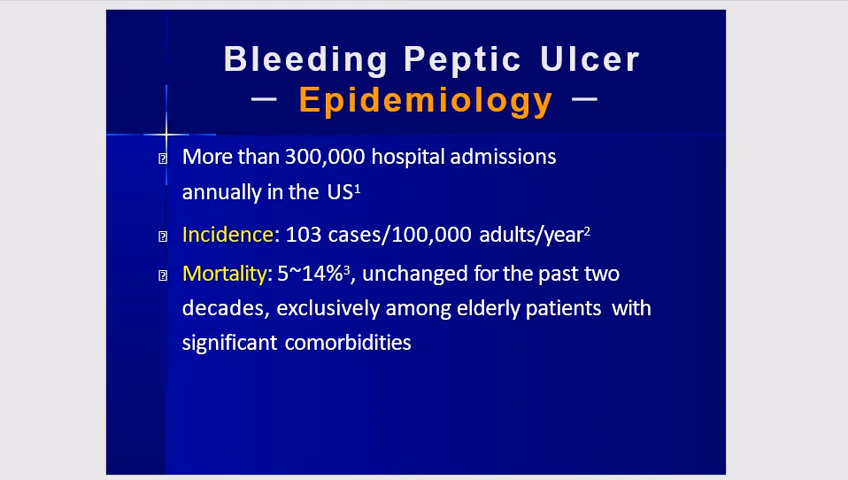 Bleeding Peptic Ulcer
— Epidemiology —
More than 300,000 hospital admissions
annually in the US¹
Incidence: 103 cases/100,000 adults/year²
Mortality: 5~14%³, unchanged for the past two
decades, exclusively among elderly patients with
significant comorbidities